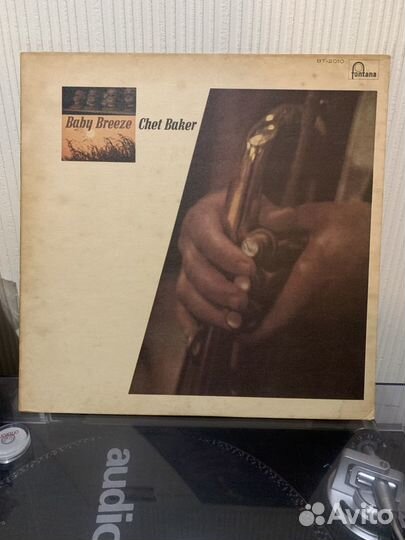 BT-2010
fontana
Baby Breeze Chet Baker
audio
Avito